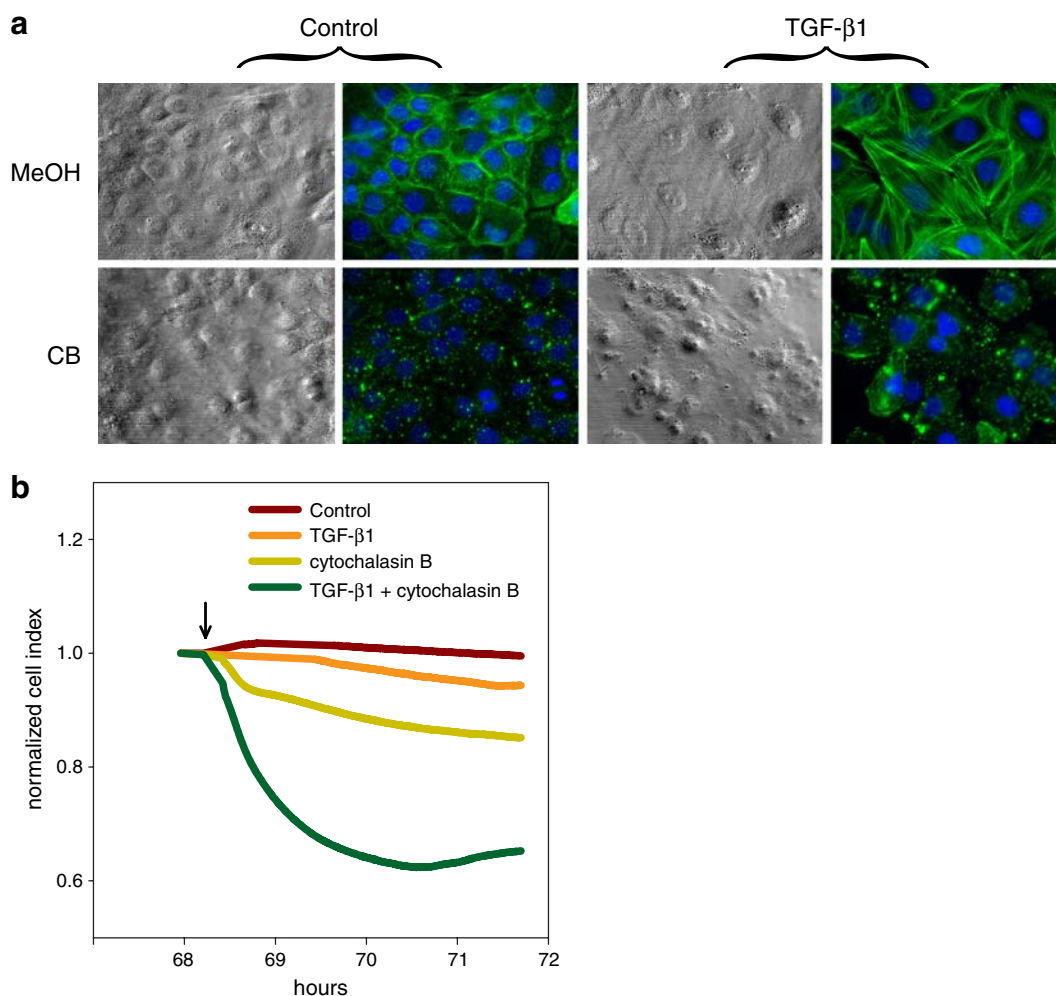 a
Control
TGF-β1
MeOH
CB
b
Control
TGF-β1
cytochalasin B
TGF-β1 + cytochalasin B
1.2
1.0
0.8
0.6
normalized cell index
68 69 70 71 72
hours